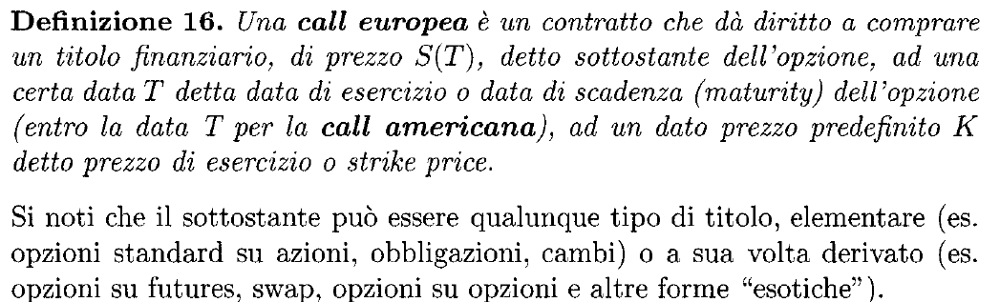 Definizione 16. Una call europea è un contratto che dà diritto a comprare
un titolo finanziario, di prezzo S(T), detto sottostante dell'opzione, ad una
certa data T detta data di esercizio o data di scadenza (maturity) dell'opzione
(entro la data T per la call americana), ad un dato prezzo predefinito K
detto prezzo di esercizio o strike price.
Si noti che il sottostante può essere qualunque tipo di titolo, elementare (es.
opzioni standard su azioni, obbligazioni, cambi) o a sua volta derivato (es.
opzioni su futures, swap, opzioni su opzioni e altre forme “esotiche”).